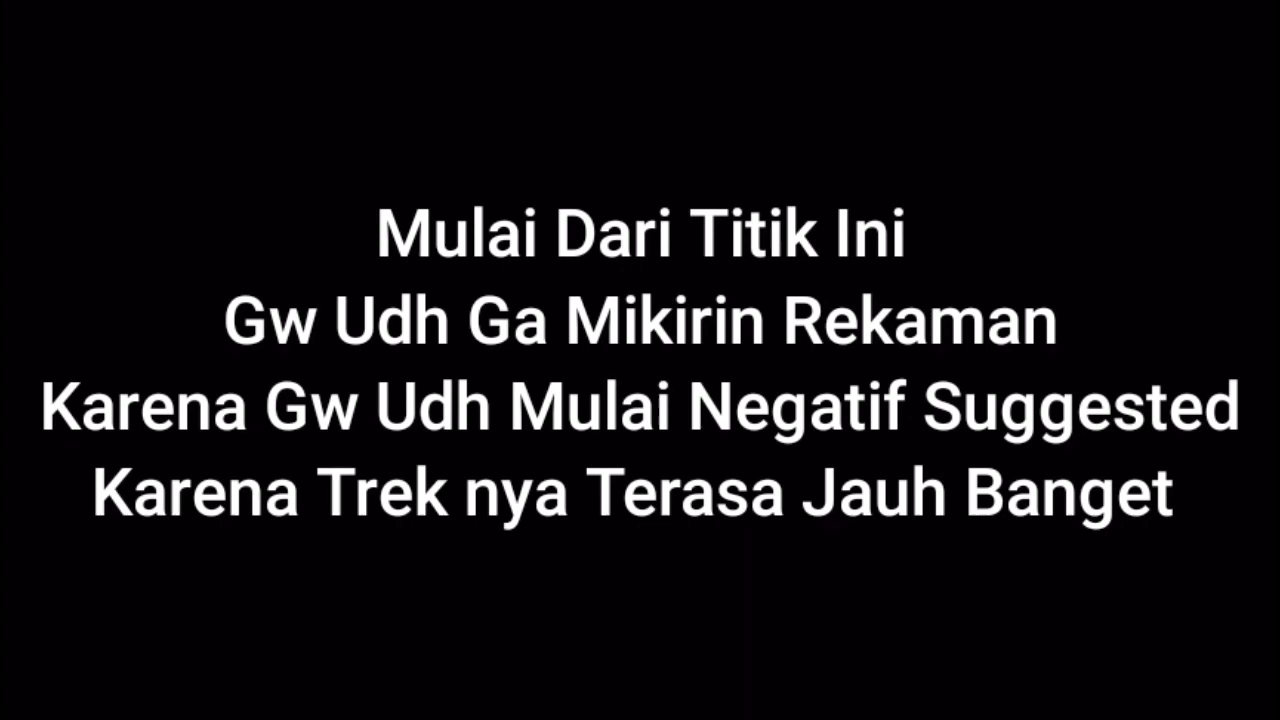 Mulai Dari Titik Ini
Gw Udh Ga Mikirin Rekaman
Karena Gw Udh Mulai Negatif Suggested
Karena Trek nya Terasa Jauh Banget